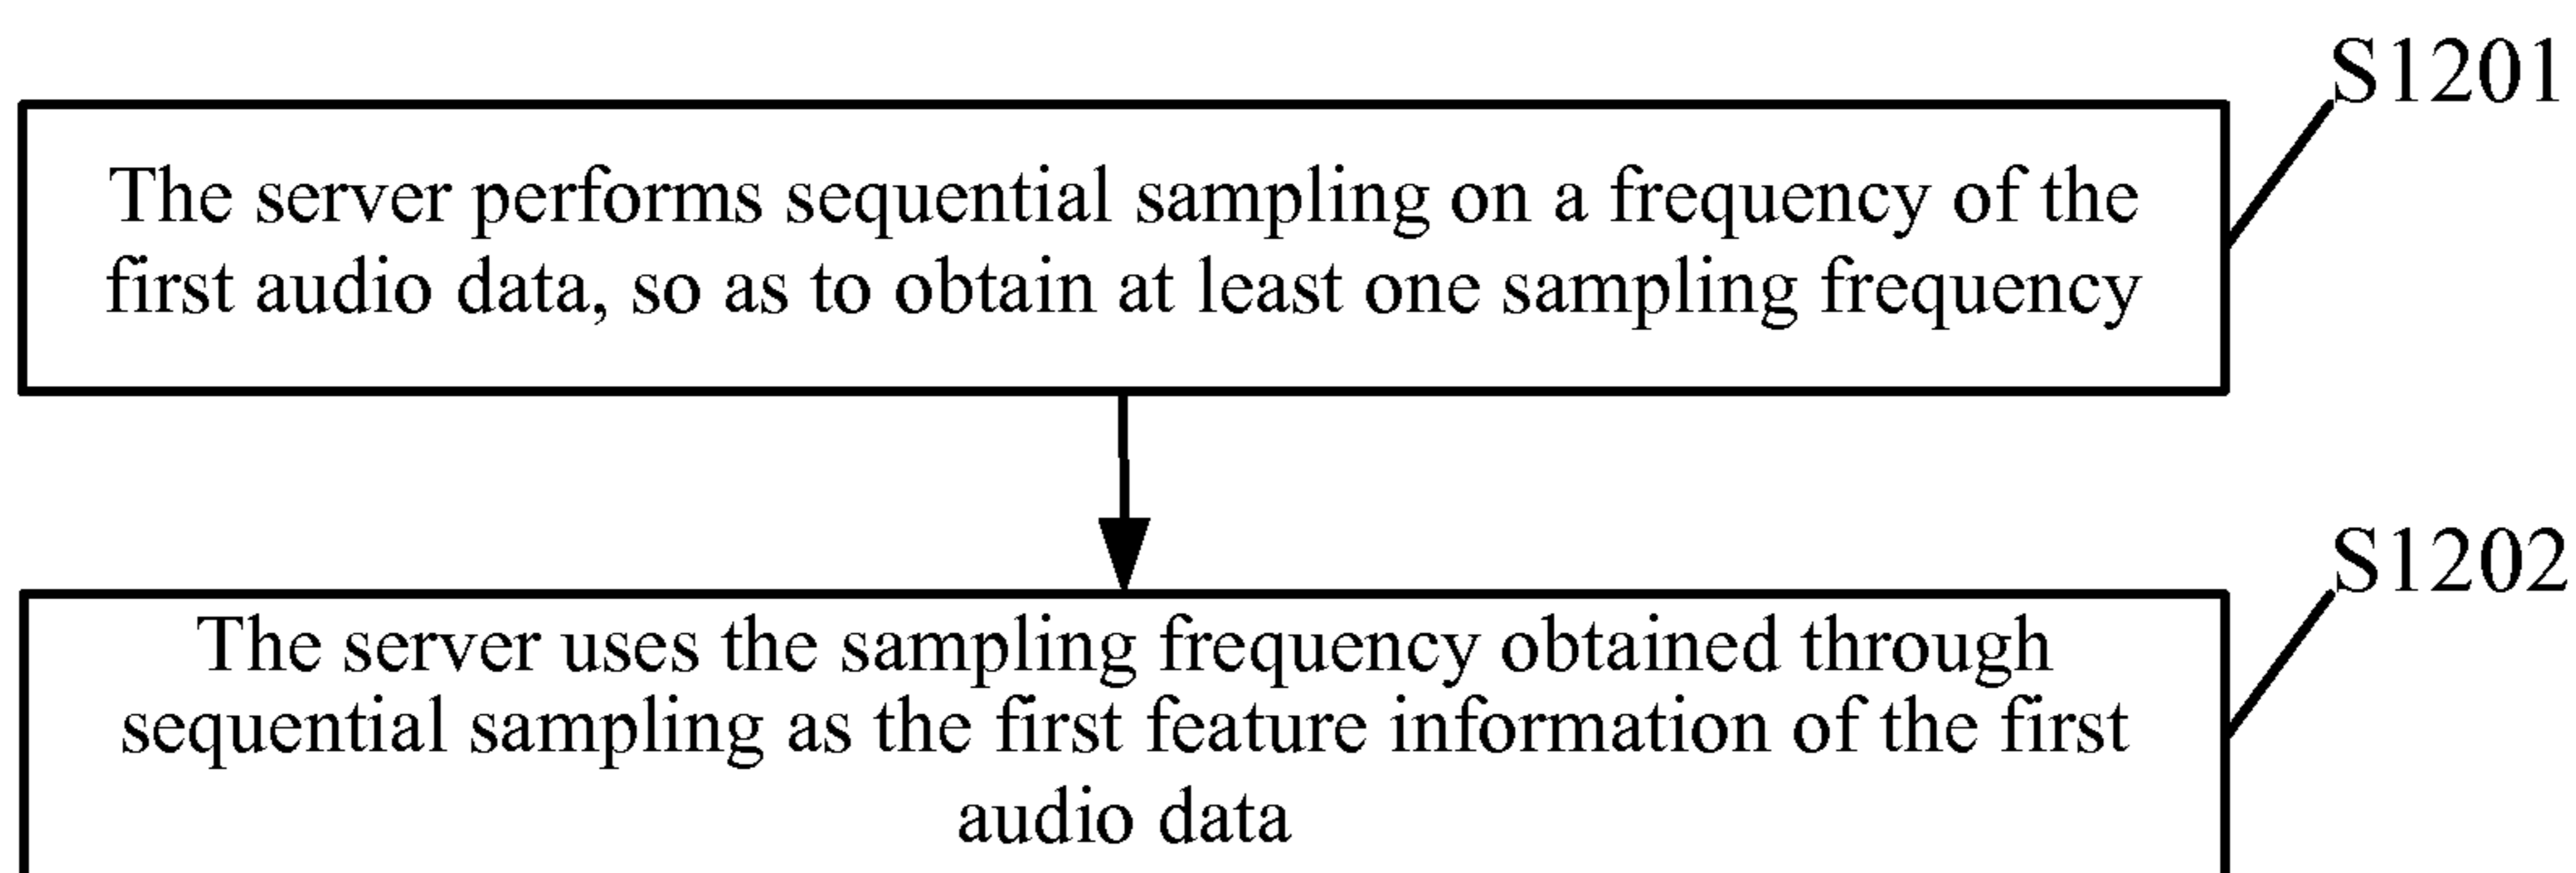 S1201
The server performs sequential sampling on a frequency of the
first audio data, so as to obtain at least one sampling frequency
S1202
The server uses the sampling frequency obtained through
sequential sampling as the first feature information of the first
audio data